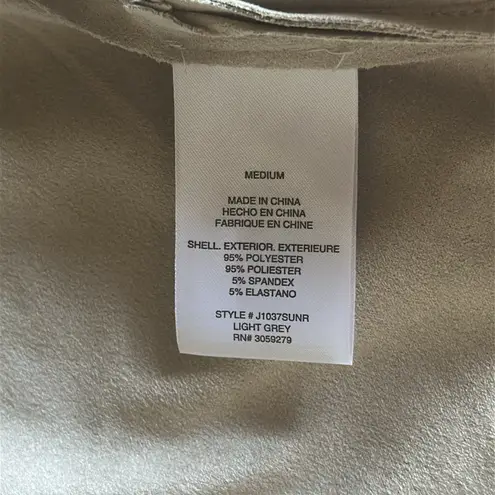 MEDIUM
MADE IN CHINA
HECHO EN CHINA
FABRIQUE EN CHINE
SHELL. EXTERIOR. EXTERIEURE
95% POLYESTER
95% POLIESTER
5% SPANDEX
5% ELASTANO
STYLE # J1037SUNR
LIGHT GREY
RN# 3059279